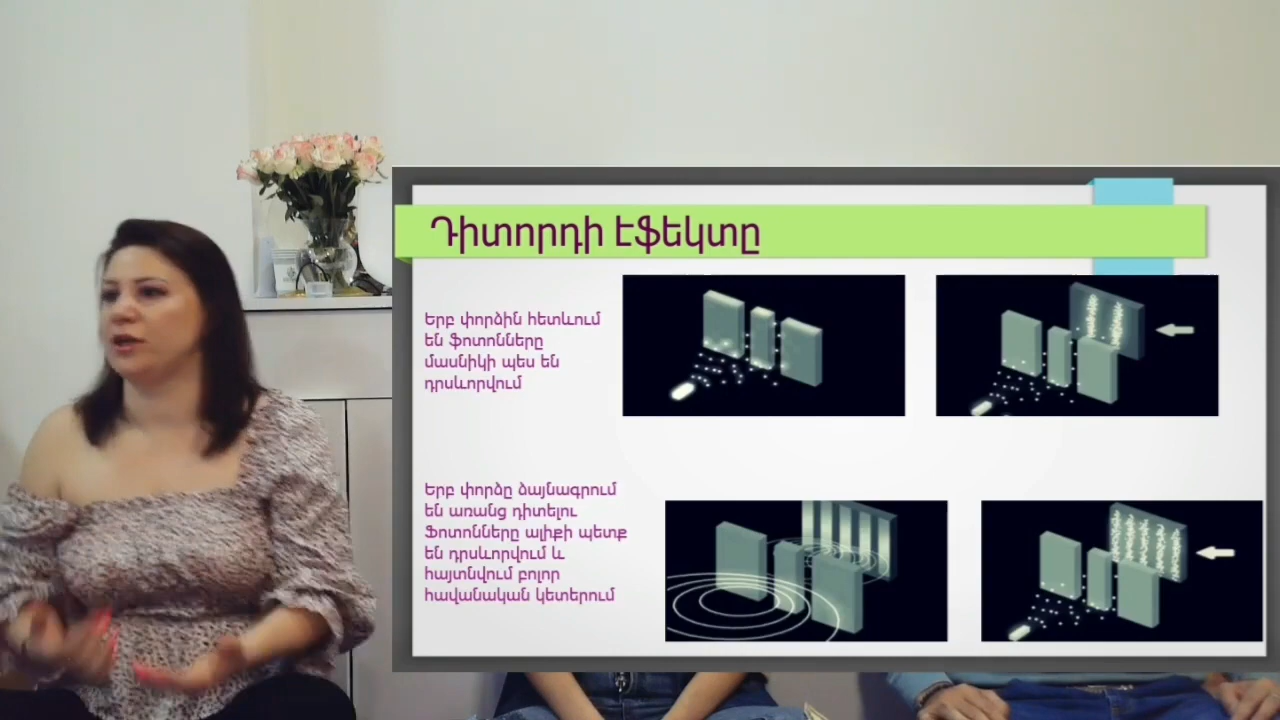 Դիտորդի էֆեկտը
Երբ փորձին հետևում
են ֆոտոնները
մասնիկի պես են
դրսևորվում
Երբ փորձը ձայնագրում
են առանց դիտելու
Ֆոտոնները ալիքի պետք
են դրսևորվում և
հայտնվում բոլոր
հավանական կետերում